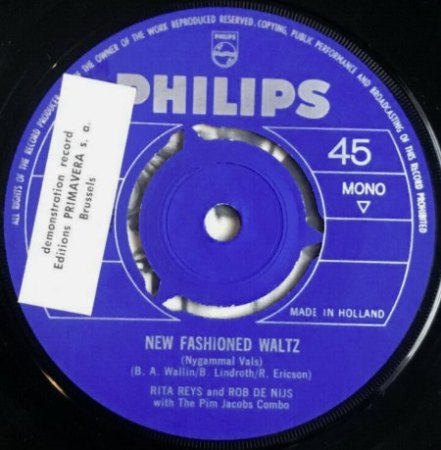 ALL RIGHTS OF THE RECORD PRODUCER AND OF THE OWNER OF THE WORK REPRODUCED RESERVED. COPYING, PUBLIC PERFORMANCE AND BROADCASTING OF THIS RECORD PROHIBITED
PHILIPS
PHILIPS
demonstration record
Editions PRIMAVERA s. a.
Brussels
45
MONO
MADE IN HOLLAND
NEW FASHIONED WALTZ
(Nygammal Vals)
(B. A. Wallin/B. Lindroth/R. Ericson)
RITA REYS and ROB DE NIJS
with The Pim Jacobs Combo